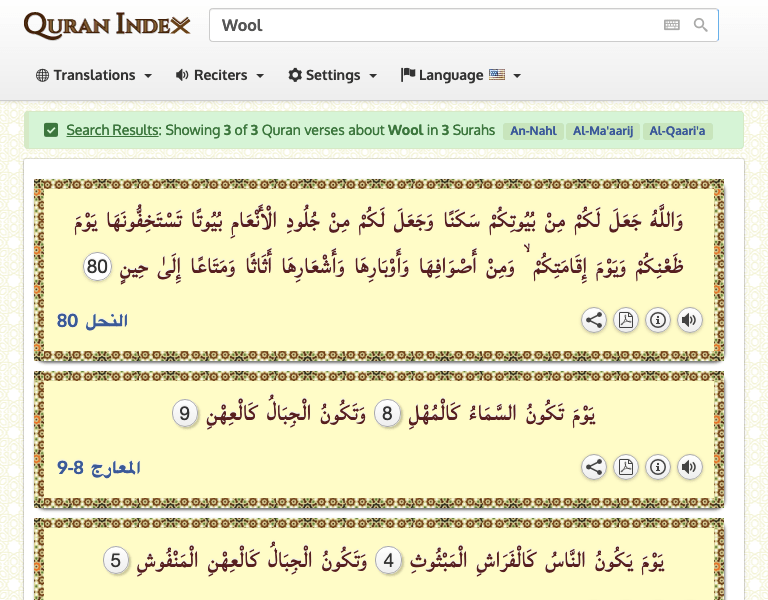 QURAN INDEX
Wool
Translations
Reciters
Settings
Language
Search Results: Showing 3 of 3 Quran verses about Wool in 3 Surahs An-Nahl Al-Ma'aarij Al-Qaari'a
وَاللَّهُ جَعَلَ لَكُمْ مِنْ بُيُوتِكُمْ سَكَنًا وَجَعَلَ لَكُمْ مِنْ جُلُودِ الْأَنْعَامِ بُيُوتًا تَسْتَخِفُّونَهَا يَوْمَ
ظَعْنِكُمْ وَيَوْمَ إِقَامَتِكُمْ ۙ وَمِنْ أَصْوَافِهَا وَأَوْبَارِهَا وَأَشْعَارِهَا أَثَاثًا وَمَتَاعًا إِلَىٰ حِينٍ 80
النحل 80
يَوْمَ تَكُونُ السَّمَاءُ كَالْمُهْلِ 8 وَتَكُونُ الْجِبَالُ كَالْعِهْنِ 9
المعارج 8-9
يَوْمَ يَكُونُ النَّاسُ كَالْفَرَاشِ الْمَبْثُوثِ 4 وَتَكُونُ الْجِبَالُ كَالْعِهْنِ الْمَنْفُوشِ 5